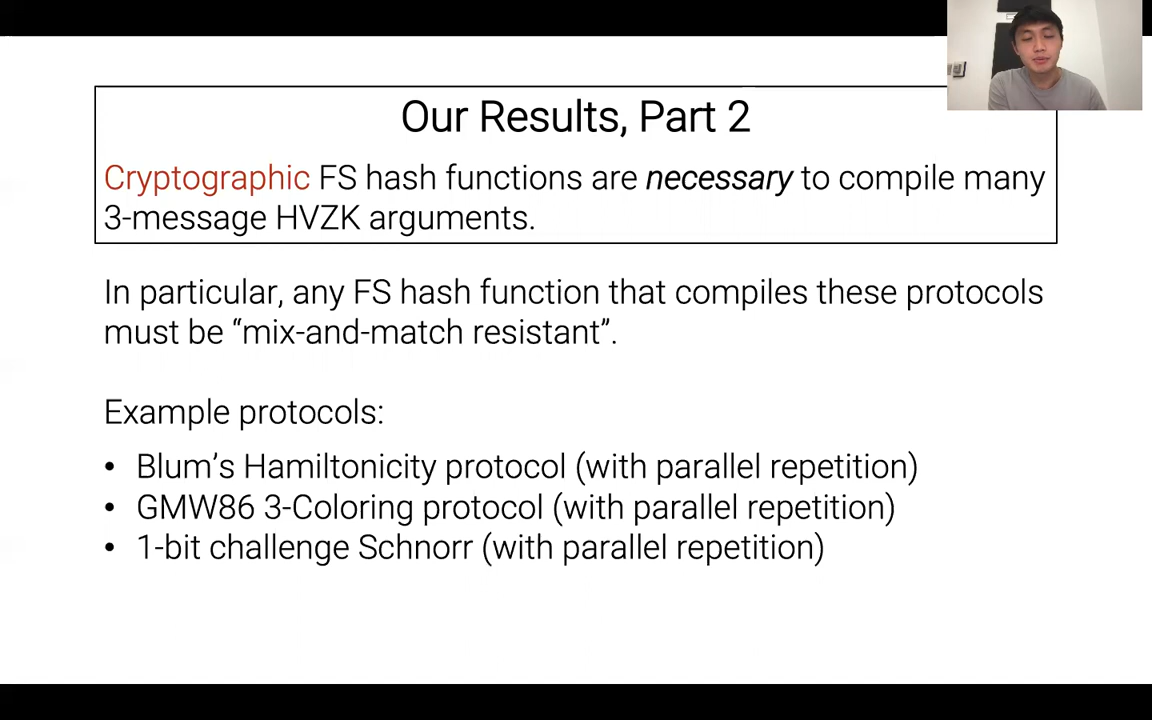 Our Results, Part 2
Cryptographic FS hash functions are necessary to compile many
3-message HVZK arguments.
In particular, any FS hash function that compiles these protocols
must be “mix-and-match resistant”.
Example protocols:
• Blum’s Hamiltonicity protocol (with parallel repetition)
• GMW86 3-Coloring protocol (with parallel repetition)
• 1-bit challenge Schnorr (with parallel repetition)